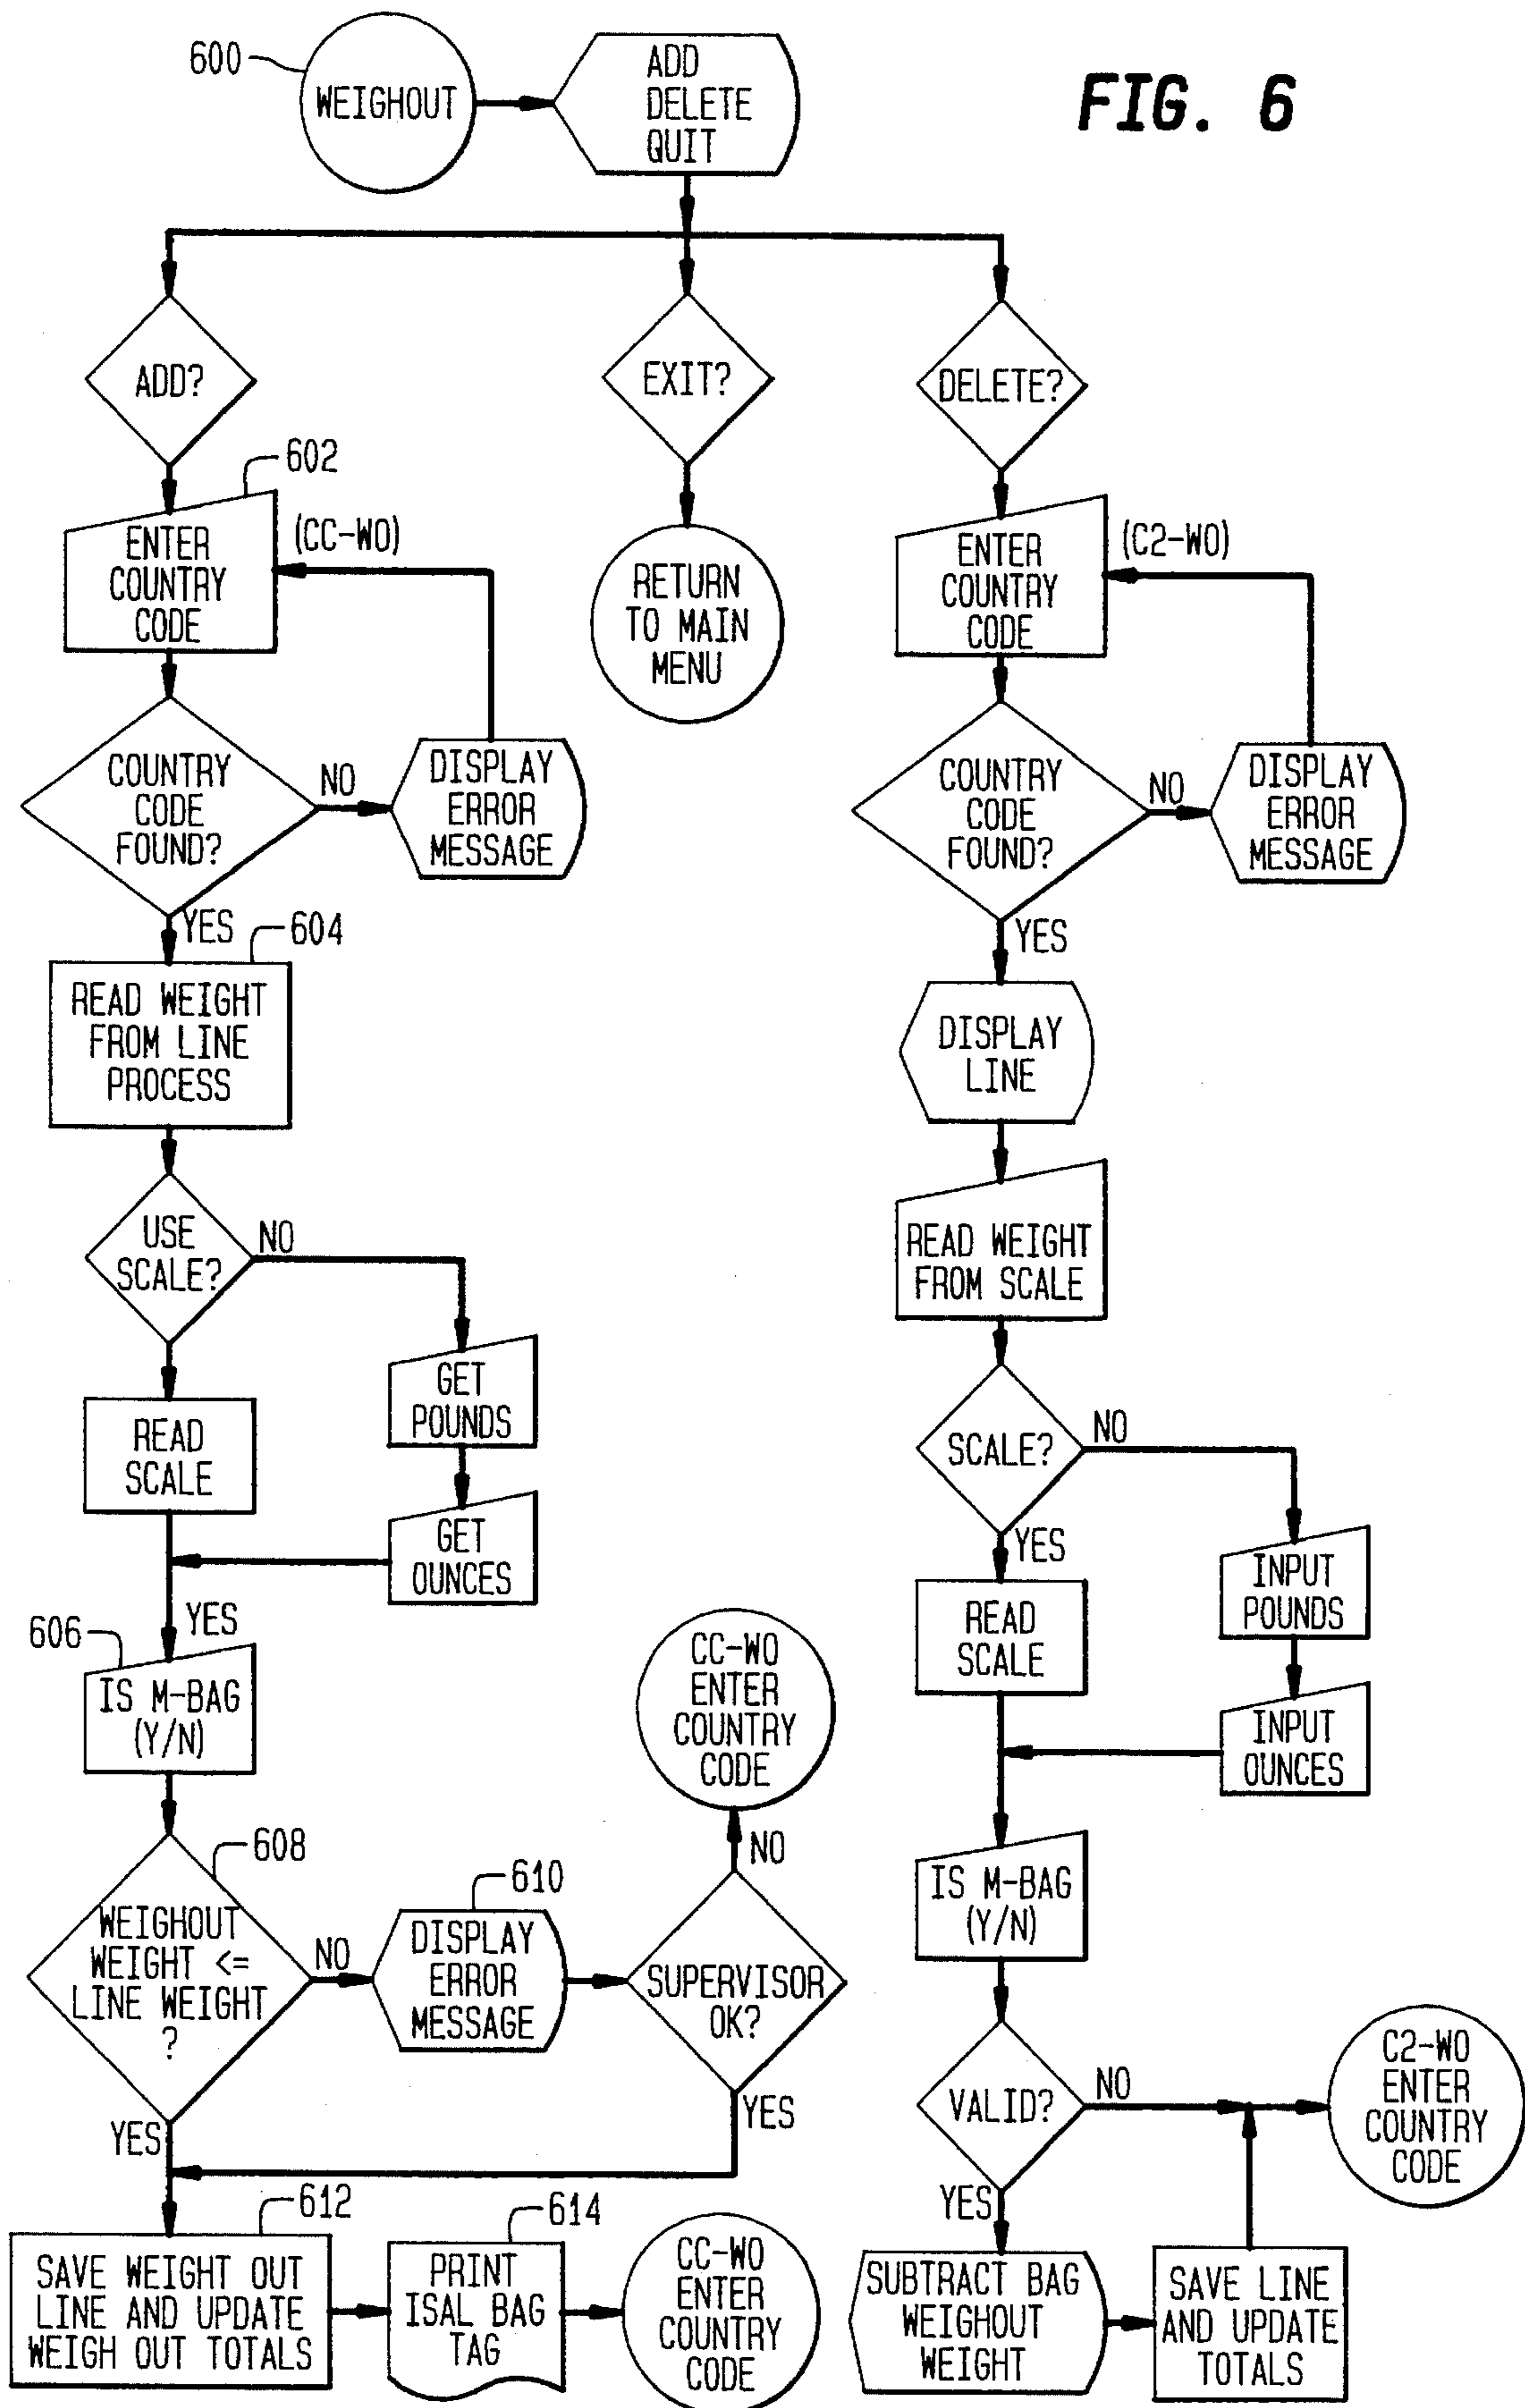 FIG. 6
600
WEIGHOUT
ADD
DELETE
QUIT
ADD?
602
ENTER
COUNTRY
CODE
(CC-WO)
COUNTRY
CODE
FOUND?
NO
DISPLAY
ERROR
MESSAGE
YES
604
READ WEIGHT
FROM LINE
PROCESS
USE
SCALE?
NO
GET
POUNDS
GET
OUNCES
READ
SCALE
YES
606
IS M-BAG
(Y/N)
608
WEIGHOUT
WEIGHT <=
LINE WEIGHT
?
NO
610
DISPLAY
ERROR
MESSAGE
SUPERVISOR
OK?
NO
CC-WO
ENTER
COUNTRY
CODE
YES
YES
612
SAVE WEIGHT OUT
LINE AND UPDATE
WEIGH OUT TOTALS
614
PRINT
ISAL BAG
TAG
CC-WO
ENTER
COUNTRY
CODE
EXIT?
RETURN
TO MAIN
MENU
DELETE?
ENTER
COUNTRY
CODE
(C2-WO)
COUNTRY
CODE
FOUND?
NO
DISPLAY
ERROR
MESSAGE
YES
DISPLAY
LINE
READ WEIGHT
FROM SCALE
SCALE?
NO
INPUT
POUNDS
INPUT
OUNCES
YES
READ
SCALE
IS M-BAG
(Y/N)
VALID?
NO
C2-WO
ENTER
COUNTRY
CODE
YES
SUBTRACT BAG
WEIGHOUT
WEIGHT
SAVE LINE
AND UPDATE
TOTALS